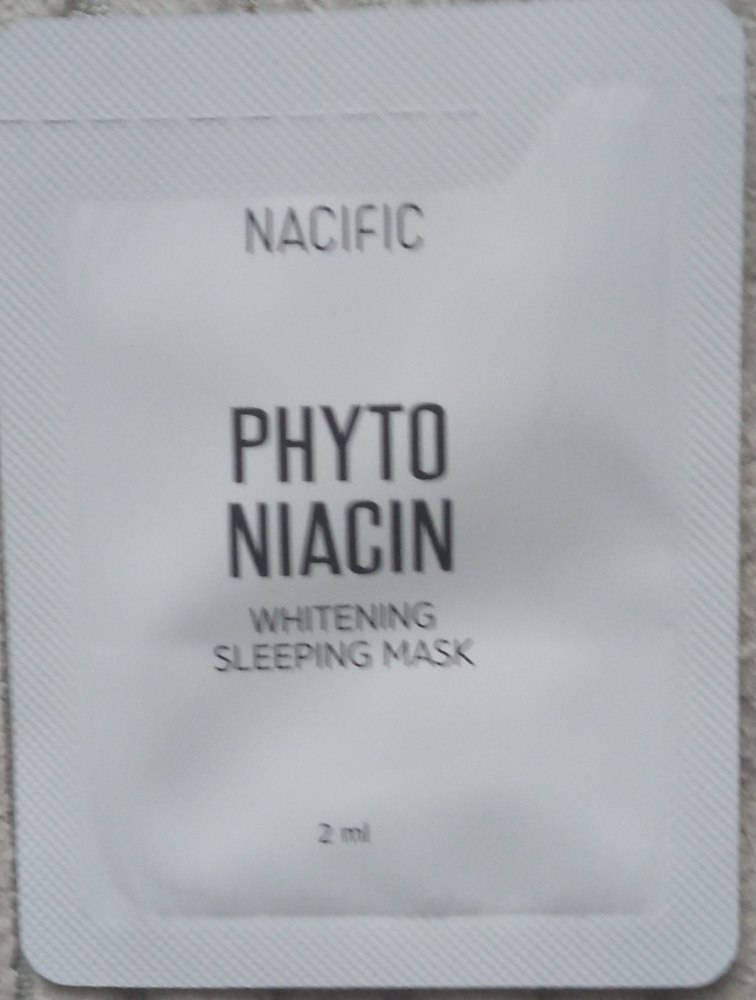 NACIFIC
PHYTO
NIACIN
WHITENING
SLEEPING MASK
2 ml